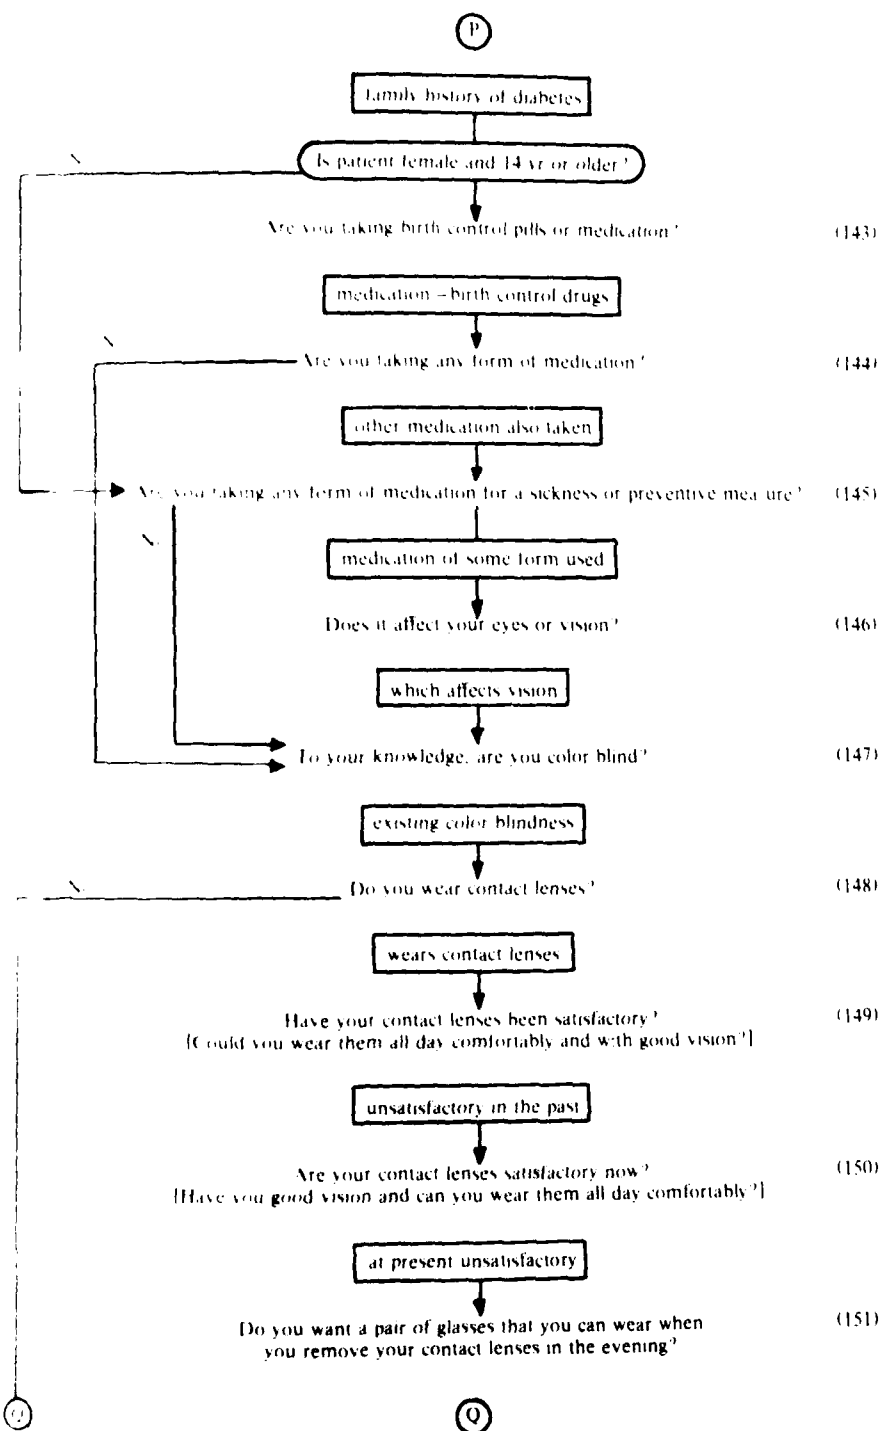 P
family history of diabetes
Is patient female and 14 yr or older?
Are you taking birth control pills or medication? (143)
medication – birth control drugs
Are you taking any form of medication? (144)
other medication also taken
Are you taking any form of medication for a sickness or preventive measure? (145)
medication of some form used
Does it affect your eyes or vision? (146)
which affects vision
To your knowledge, are you color blind? (147)
existing color blindness
Do you wear contact lenses? (148)
wears contact lenses
Have your contact lenses been satisfactory? (149)
[Could you wear them all day comfortably and with good vision?]
unsatisfactory in the past
Are your contact lenses satisfactory now? (150)
[Have you good vision and can you wear them all day comfortably?]
at present unsatisfactory
Do you want a pair of glasses that you can wear when (151)
you remove your contact lenses in the evening?
Q